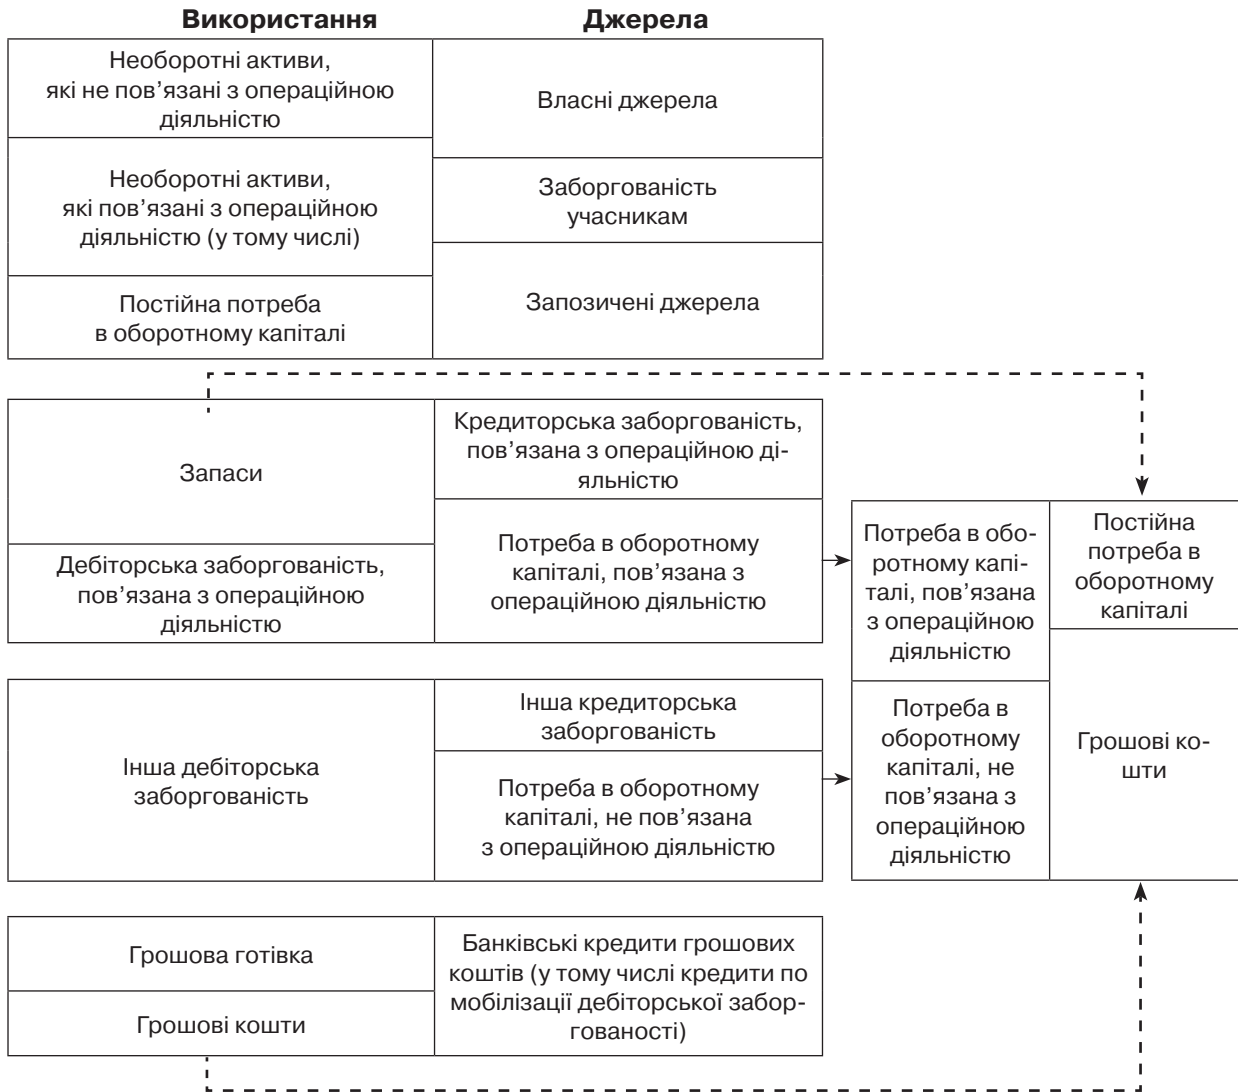 Використання
Джерела
Необоротні активи,
які не пов’язані з операційною
діяльністю
Власні джерела
Необоротні активи,
які пов’язані з операційною
діяльністю (у тому числі)
Заборгованість
учасникам
Постійна потреба
в оборотному капіталі
Запозичені джерела
Запаси
Кредиторська заборгованість,
пов’язана з операційною ді-
яльністю
Дебіторська заборгованість,
пов’язана з операційною
діяльністю
Потреба в оборотному
капіталі, пов’язана з
операційною діяльністю
Потреба в обо-
ротному капі-
талі, пов’язана
з операційною
діяльністю
Постійна
потреба в
оборотному
капіталі
Інша дебіторська
заборгованість
Інша кредиторська
заборгованість
Потреба в оборотному
капіталі, не пов’язана
з операційною діяльністю
Потреба в
оборотному
капіталі, не
пов’язана з
операційною
діяльністю
Грошові ко-
шти
Грошова готівка
Грошові кошти
Банківські кредити грошових
коштів (у тому числі кредити по
мобілізації дебіторської забор-
гованості)